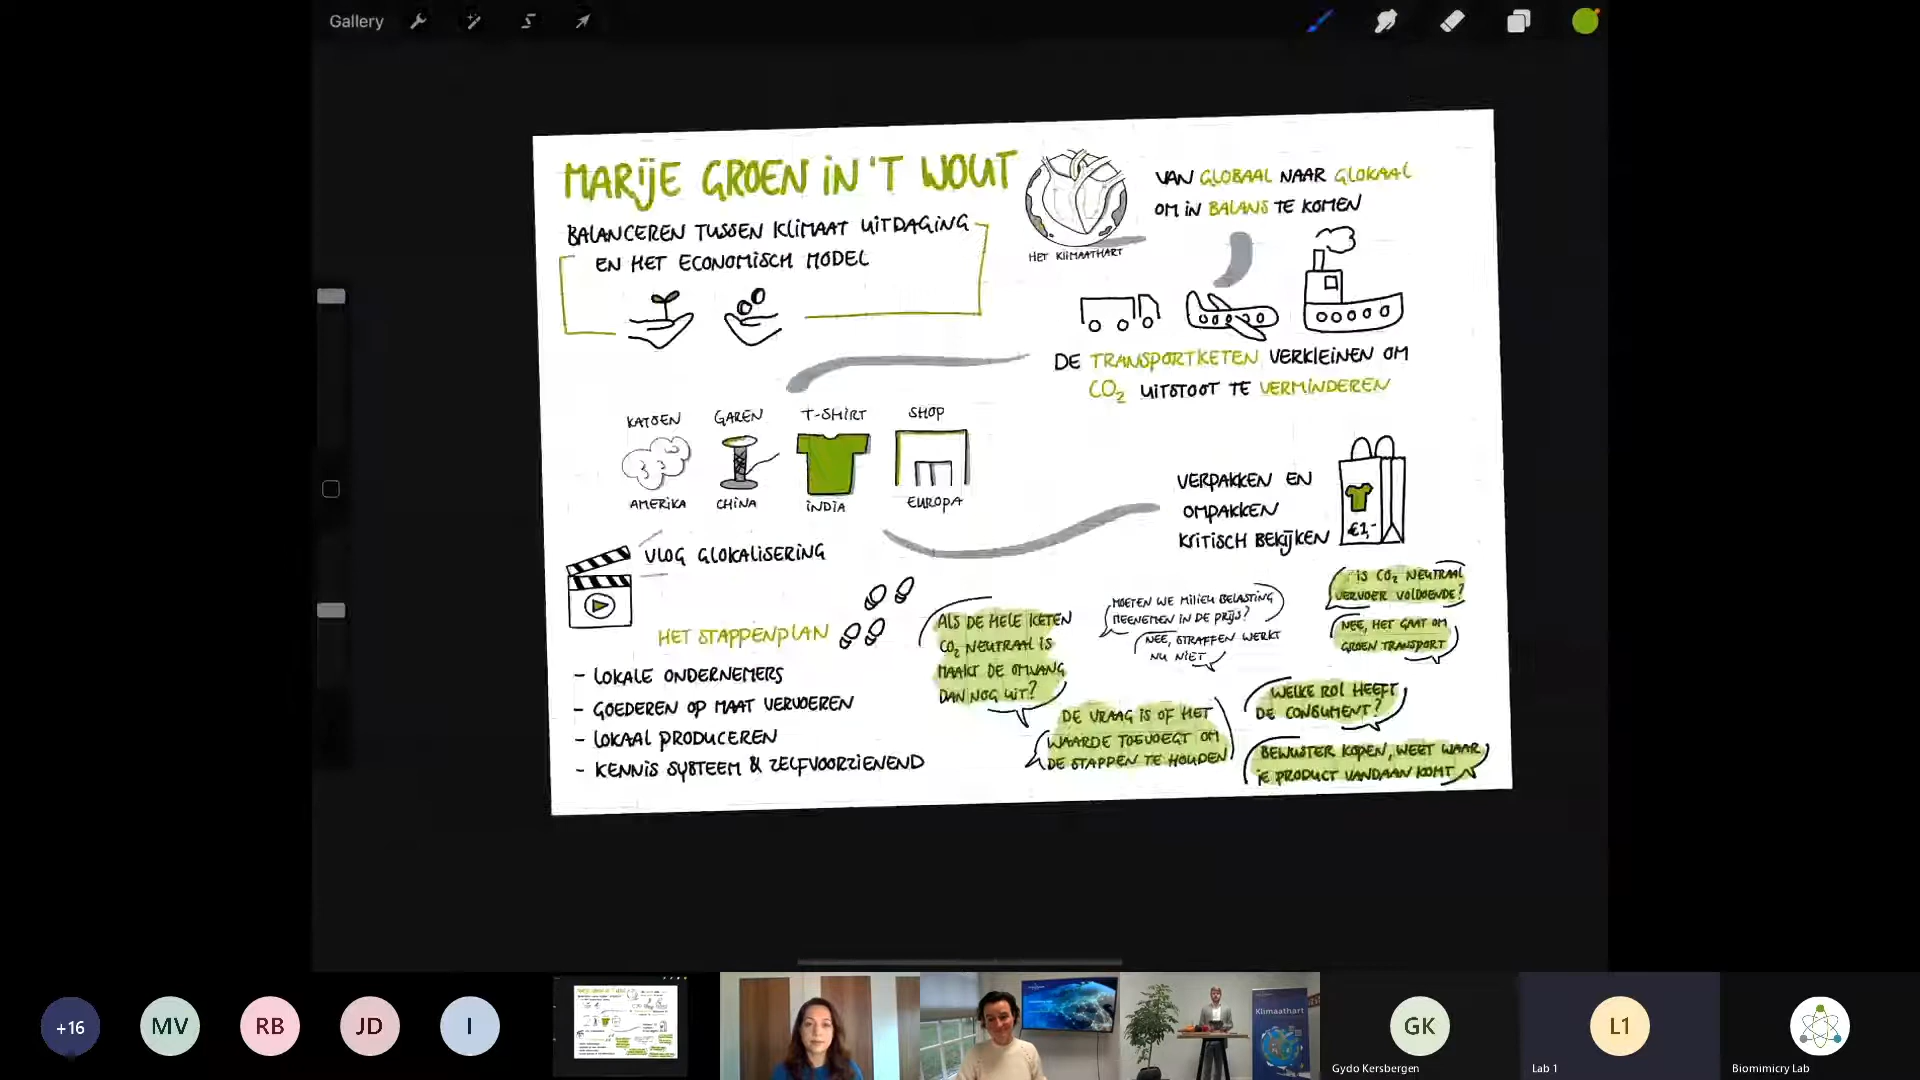 Gallery
MARIJE GROEN IN 'T WOUT
BALANCEREN TUSSEN KLIMAAT UITDAGING
EN HET ECONOMISCH MODEL
HET KLIMAATHART
VAN GLOBAAL NAAR GLOKAAL
OM IN BALANS TE KOMEN
DE TRANSPORTKETEN VERKLEINEN OM
CO2 UITSTOOT TE VERMINDEREN
KATOEN GAREN T-SHIRT SHOP
AMERIKA CHINA INDIA EUROPA
VERPAKKEN EN
OMPAKKEN
KRITISCH BEKIJKEN
€1,-
VLOG GLOKALISERING
HET STAPPENPLAN
- LOKALE ONDERNEMERS
- GOEDEREN OP MAAT VERVOEREN
- LOKAAL PRODUCEREN
- KENNIS SYSTEEM & ZELFVOORZIENEND
ALS DE HELE KETEN
CO2 NEUTRAAL IS
MAAKT DE OMVANG
DAN NOG UIT?
DE VRAAG IS OF HET
WAARDE TOEVOEGT OM
DE STAPPEN TE HOUDEN
MOETEN WE MILIEU BELASTING
MEENEMEN IN DE PRIJS?
NEE, STRAFFEN WERKT
NU NIET
IS CO2 NEUTRAAL
VERVOER VOLDOENDE?
NEE, HET GAAT OM
GROEN TRANSPORT
WELKE ROL HEEFT
DE CONSUMENT?
BEWUSTER KOPEN, WEET WAAR
JE PRODUCT VANDAAN KOMT
+16
MV
RB
JD
I
Klimaathart
GK
Gydo Kersbergen
L1
Lab 1
Biomimicry Lab